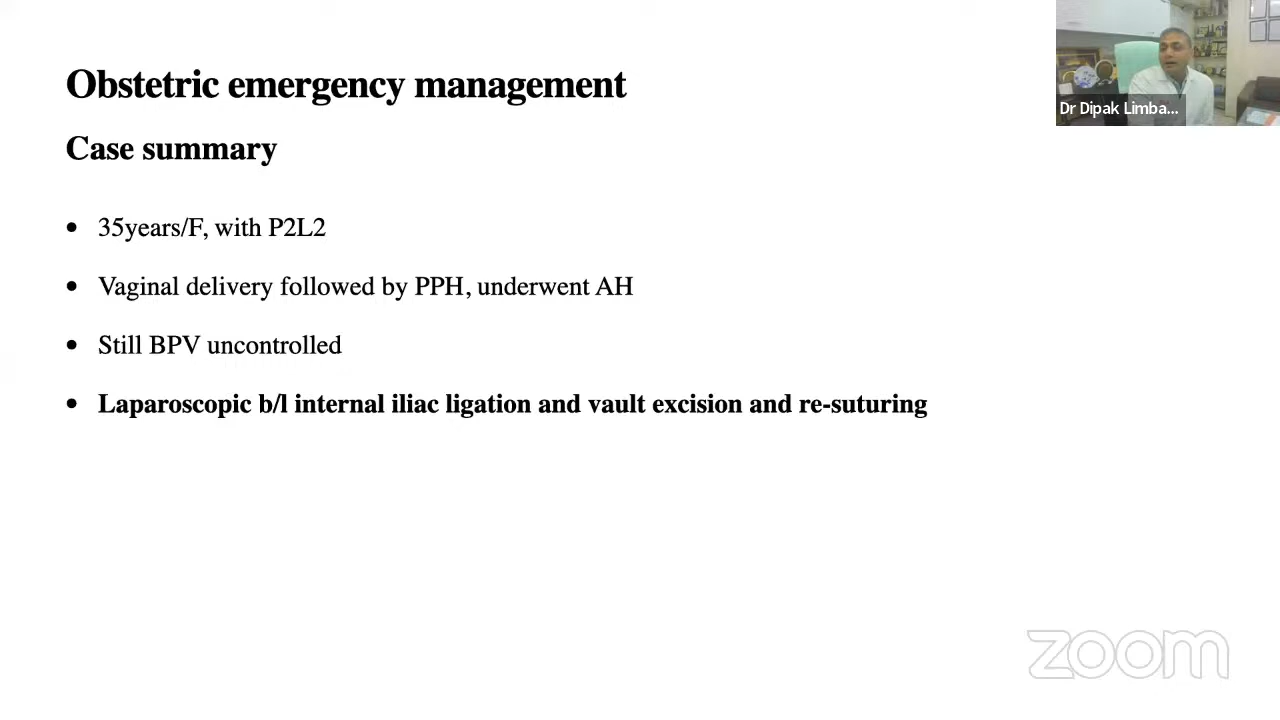 Obstetric emergency management
Case summary
• 35years/F, with P2L2
• Vaginal delivery followed by PPH, underwent AH
• Still BPV uncontrolled
• Laparoscopic b/l internal iliac ligation and vault excision and re-suturing
Dr Dipak Limba...
zoom